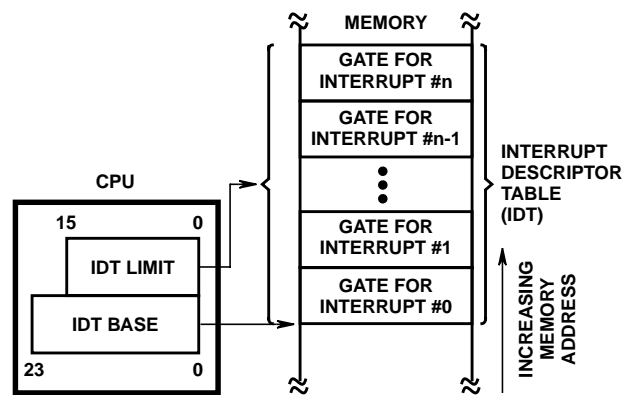 MEMORY
GATE FOR
INTERRUPT #n
GATE FOR
INTERRUPT #n-1
INTERRUPT
DESCRIPTOR
TABLE
(IDT)
CPU
15 0
IDT LIMIT
IDT BASE
23 0
GATE FOR
INTERRUPT #1
GATE FOR
INTERRUPT #0
INCREASING
MEMORY
ADDRESS